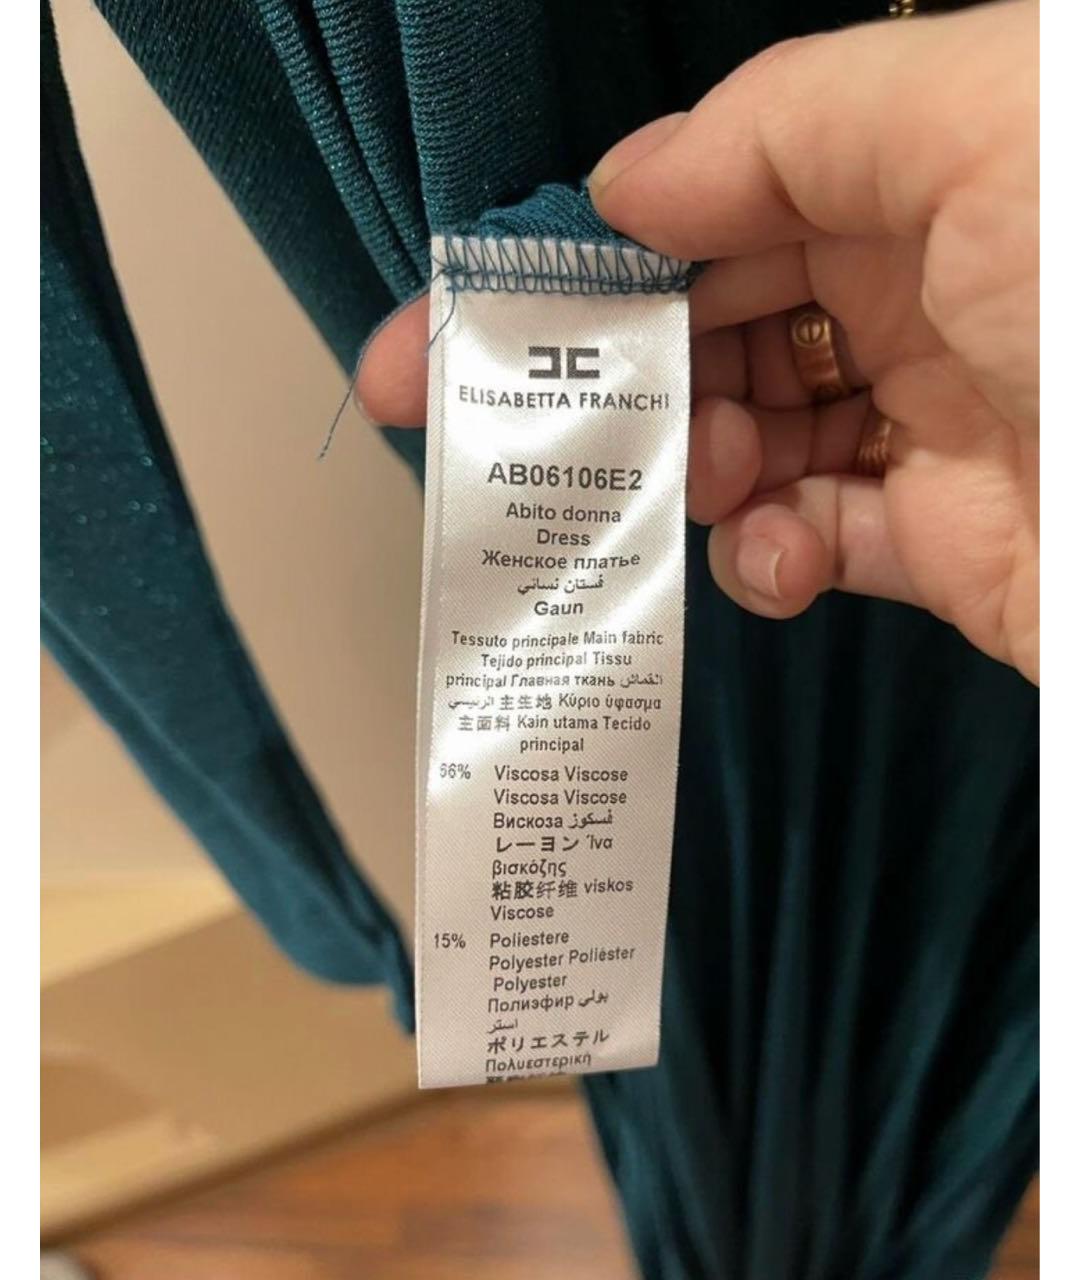 ELISABETTA FRANCHI
AB06106E2
Abito donna
Dress
Женское платье
فستان نسائي
Gaun
Tessuto principale Main fabric
Tejido principal Tissu
principal Главная ткань القماش
الرئيسي 主生地 Κύριο ύφασμα
主面料 Kain utama Tecido
principal
66% Viscosa Viscose
Viscosa Viscose
Вискоза فسكوز
レーヨン Ίνα
βισκόζης
粘胶纤维 viskos
Viscose
15% Poliestere
Polyester Poliéster
Polyester
Полиэфир بولي
استر
ポリエステル
Πολυεστερική